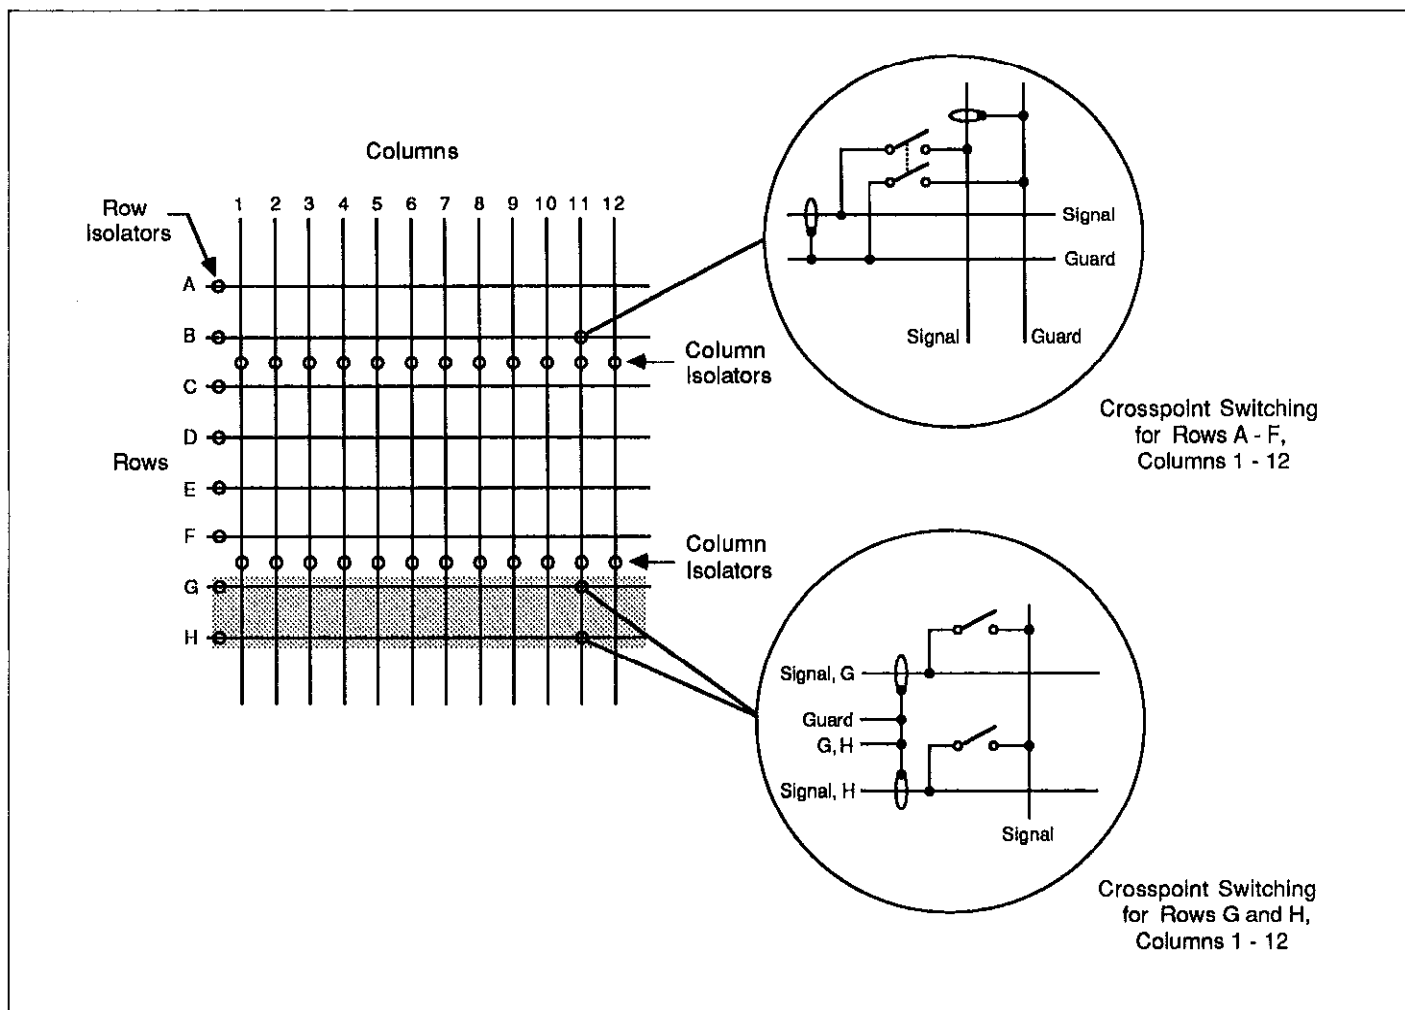 Columns
Row
Isolators
1 2 3 4 5 6 7 8 9 10 11 12
A
B
Column
Isolators
C
D
Rows
E
F
Column
Isolators
G
H
Signal
Guard
Signal Guard
Crosspoint Switching
for Rows A - F,
Columns 1 - 12
Signal, G
Guard
G, H
Signal, H
Signal
Crosspoint Switching
for Rows G and H,
Columns 1 - 12